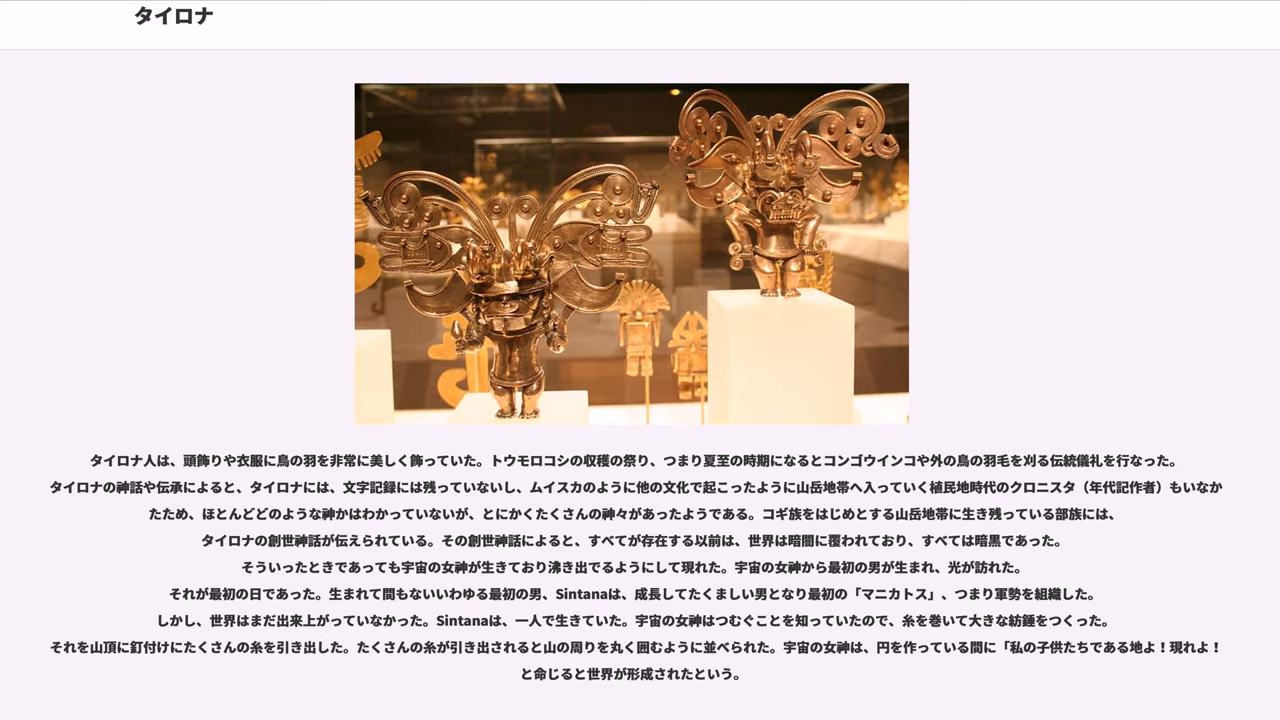 タイロナ
タイロナ人は、頭飾りや衣服に鳥の羽を非常に美しく飾っていた。トウモロコシの収穫の祭り、つまり夏至の時期になるとコンゴウインコや外の鳥の羽毛を刈る伝統儀礼を行なった。
タイロナの神話や伝承によると、タイロナには、文字記録には残っていないし、ムイスカのように他の文化で起こったように山岳地帯へ入っていく植民地時代のクロニスタ（年代記作者）もいなか
たため、ほとんどどのような神かはわかっていないが、とにかくたくさんの神々があったようである。コギ族をはじめとする山岳地帯に生き残っている部族には、
タイロナの創世神話が伝えられている。その創世神話によると、すべてが存在する以前は、世界は暗闇に覆われており、すべては暗黒であった。
そういったときであっても宇宙の女神が生きており沸き出でるようにして現れた。宇宙の女神から最初の男が生まれ、光が訪れた。
それが最初の日であった。生まれて間もないいわゆる最初の男、Sintanaは、成長してたくましい男となり最初の「マニカトス」、つまり軍勢を組織した。
しかし、世界はまだ出来上がっていなかった。Sintanaは、一人で生きていた。宇宙の女神はつむぐことを知っていたので、糸を巻いて大きな紡錘をつくった。
それを山頂に釘付けにたくさんの糸を引き出した。たくさんの糸が引き出されると山の周りを丸く囲むように並べられた。宇宙の女神は、円を作っている間に「私の子供たちである地よ！現れよ！
と命じると世界が形成されたという。